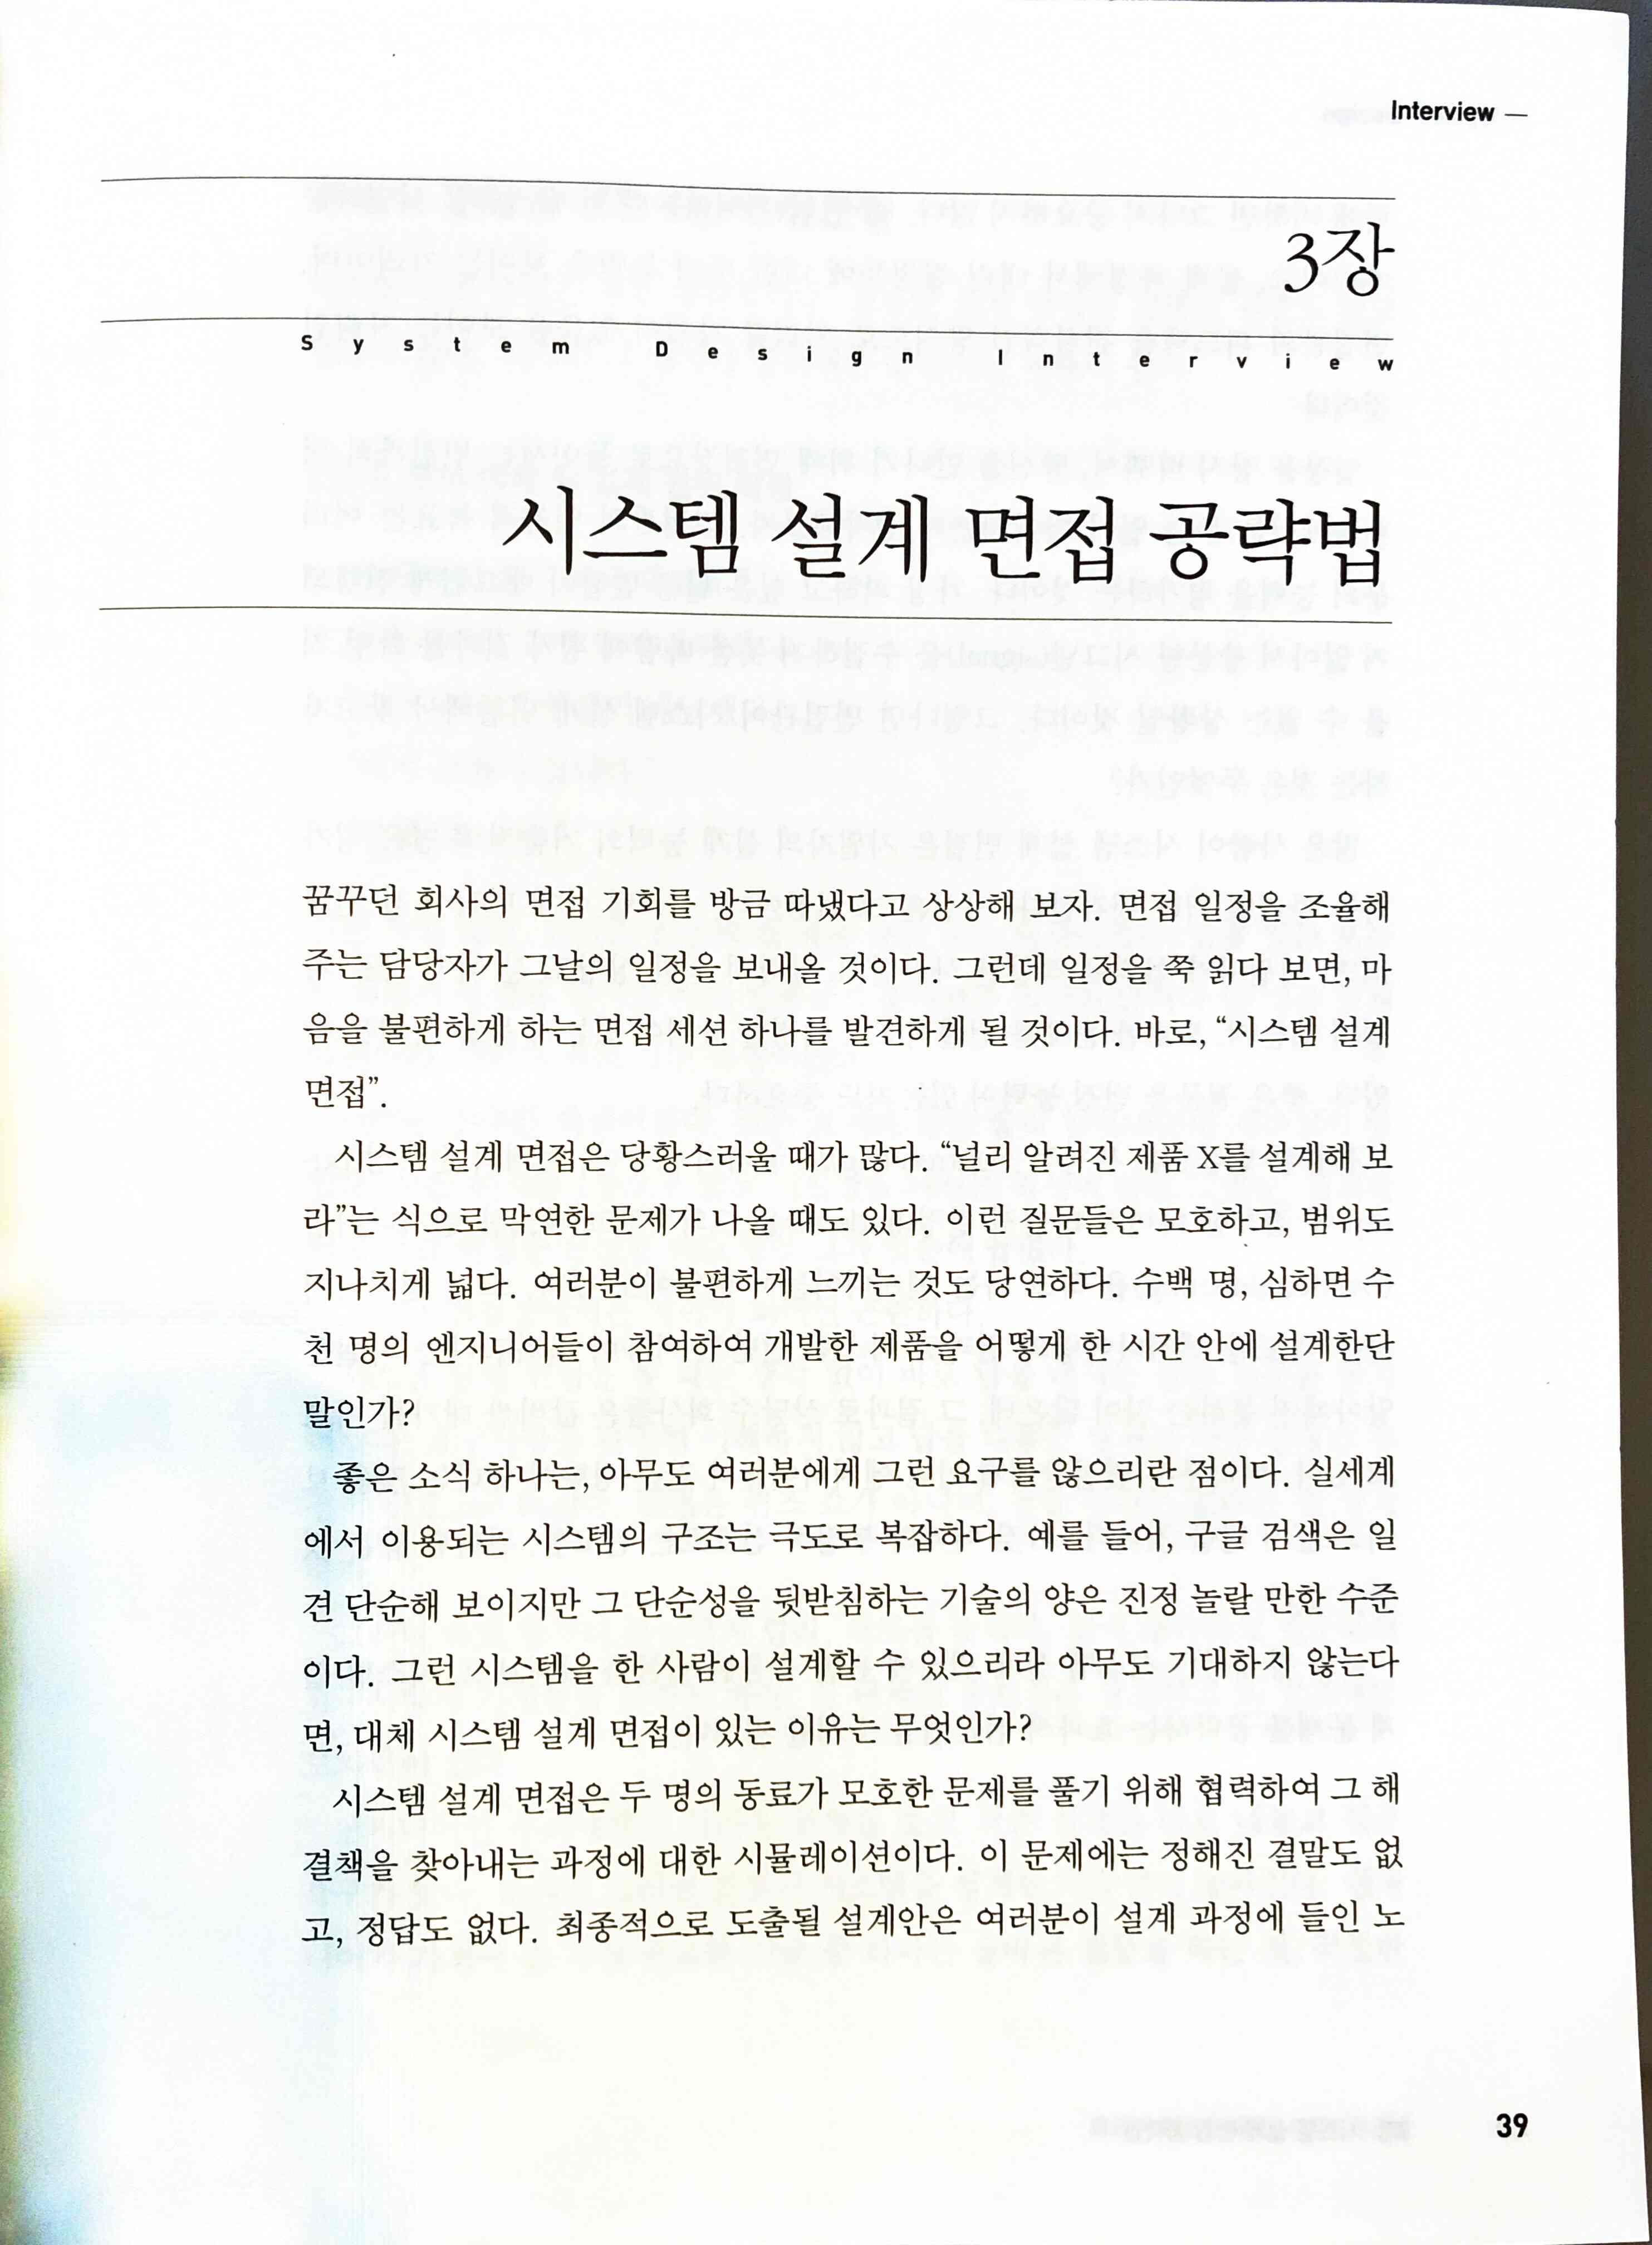 Interview —
3장
System Design Interview
시스템 설계 면접 공략법
꿈꾸던 회사의 면접 기회를 방금 따냈다고 상상해 보자. 면접 일정을 조율해
주는 담당자가 그날의 일정을 보내올 것이다. 그런데 일정을 쭉 읽다 보면, 마
음을 불편하게 하는 면접 세션 하나를 발견하게 될 것이다. 바로, “시스템 설계
면접”.
시스템 설계 면접은 당황스러울 때가 많다. “널리 알려진 제품 X를 설계해 보
라”는 식으로 막연한 문제가 나올 때도 있다. 이런 질문들은 모호하고, 범위도
지나치게 넓다. 여러분이 불편하게 느끼는 것도 당연하다. 수백 명, 심하면 수
천 명의 엔지니어들이 참여하여 개발한 제품을 어떻게 한 시간 안에 설계한단
말인가?
좋은 소식 하나는, 아무도 여러분에게 그런 요구를 않으리란 점이다. 실세계
에서 이용되는 시스템의 구조는 극도로 복잡하다. 예를 들어, 구글 검색은 일
견 단순해 보이지만 그 단순성을 뒷받침하는 기술의 양은 진정 놀랄 만한 수준
이다. 그런 시스템을 한 사람이 설계할 수 있으리라 아무도 기대하지 않는다
면, 대체 시스템 설계 면접이 있는 이유는 무엇인가?
시스템 설계 면접은 두 명의 동료가 모호한 문제를 풀기 위해 협력하여 그 해
결책을 찾아내는 과정에 대한 시뮬레이션이다. 이 문제에는 정해진 결말도 없
고, 정답도 없다. 최종적으로 도출될 설계안은 여러분이 설계 과정에 들인 노
39